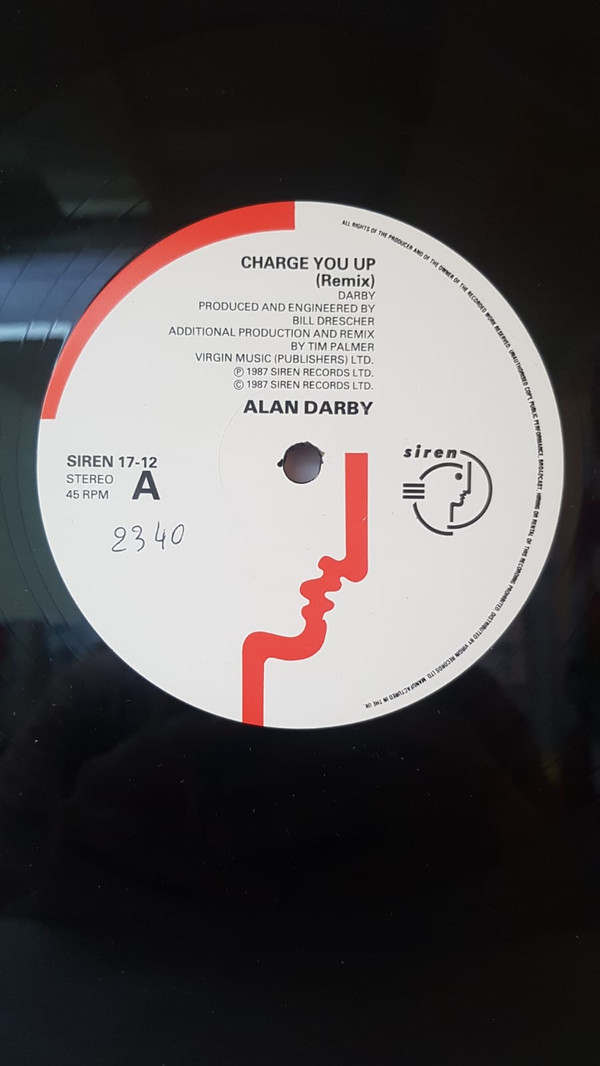 CHARGE YOU UP
(Remix)
DARBY
PRODUCED AND ENGINEERED BY
BILL DRESCHER
ADDITIONAL PRODUCTION AND REMIX
BY TIM PALMER
VIRGIN MUSIC (PUBLISHERS) LTD.
Ⓟ 1987 SIREN RECORDS LTD.
© 1987 SIREN RECORDS LTD.
ALAN DARBY
SIREN 17-12
STEREO A
45 RPM
2340
siren
ALL RIGHTS OF THE PRODUCER AND OF THE OWNER OF THE RECORDED WORK RESERVED. UNAUTHORISED COPY, PUBLIC PERFORMANCE, BROADCAST, HIRING OR RENTAL OF THIS RECORDING PROHIBITED. DISTRIBUTED BY VIRGIN RECORDS LTD. MANUFACTURED IN THE UK.